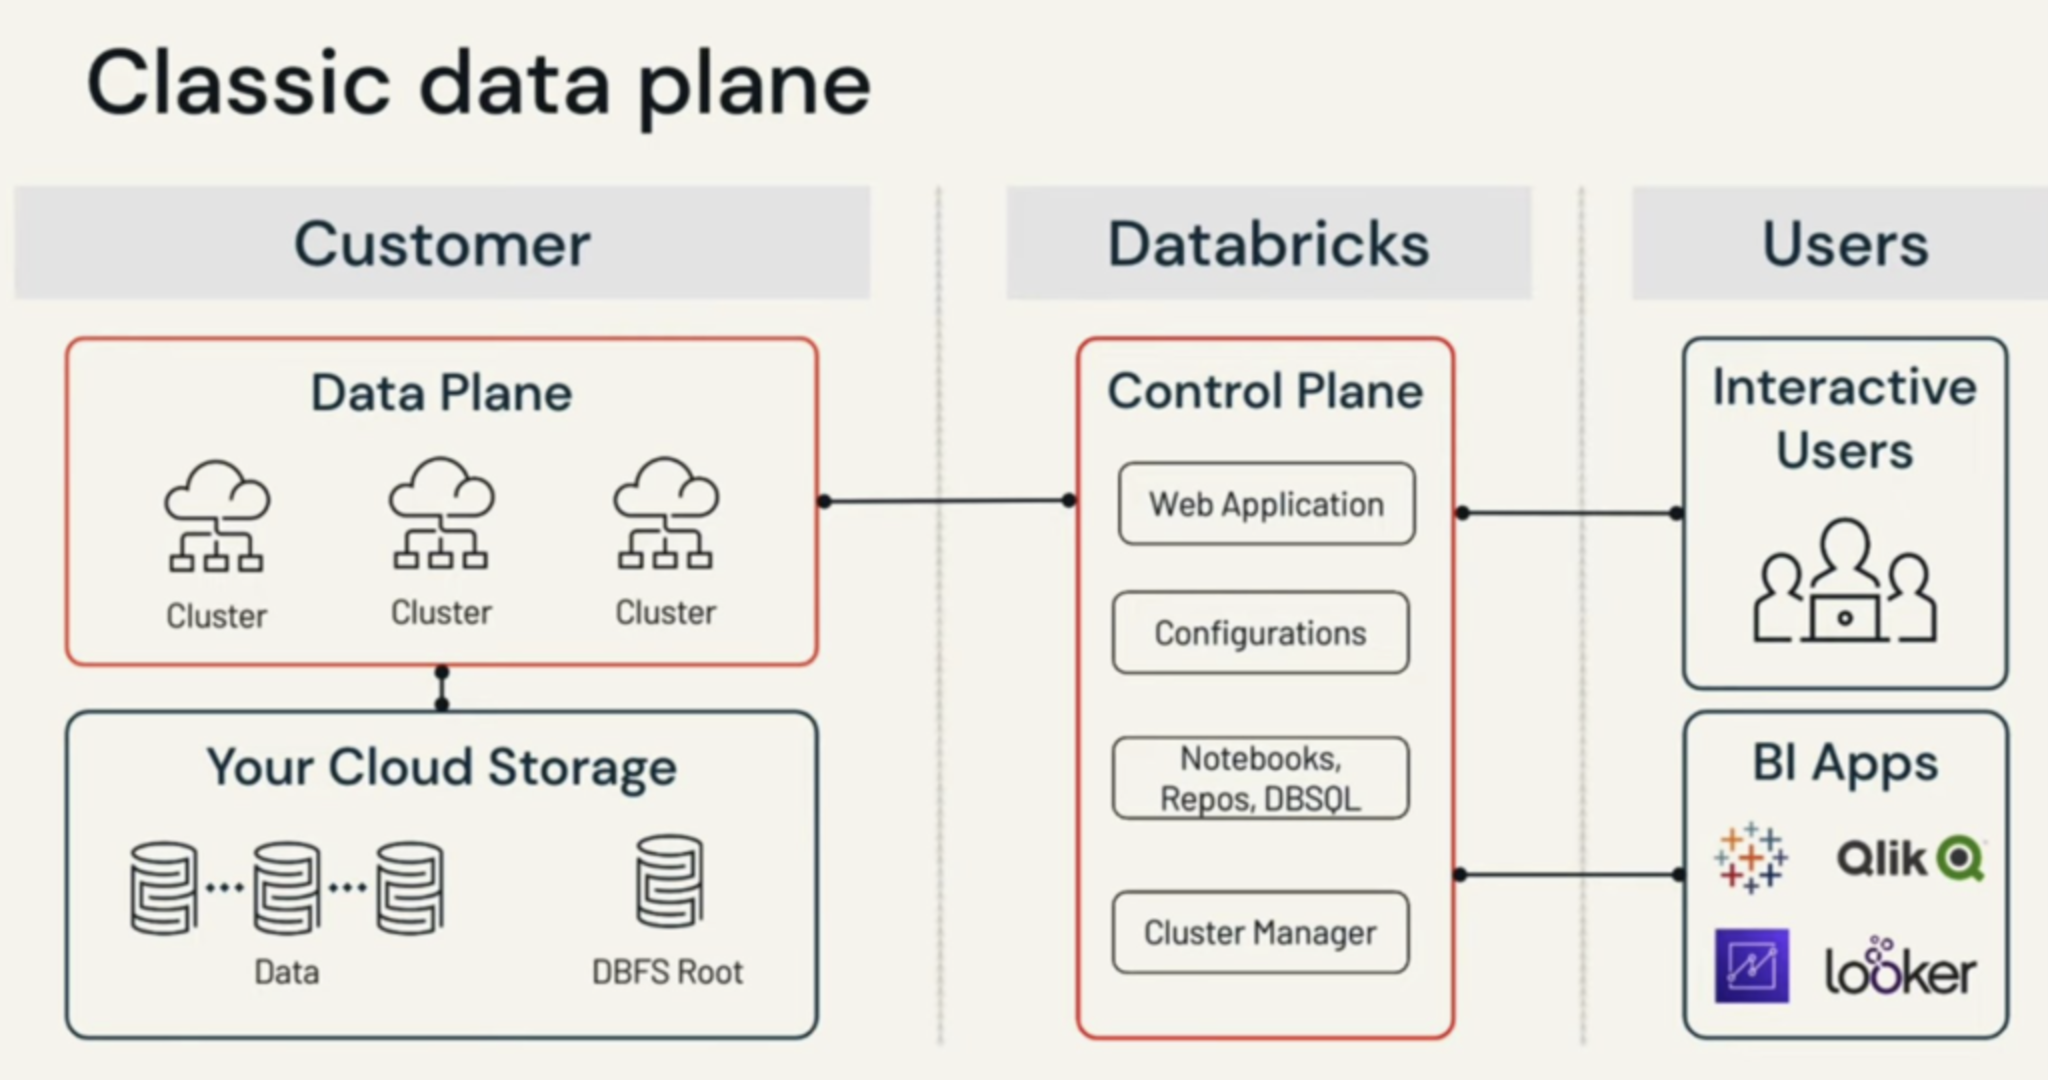 Classic data plane
Customer
Databricks
Users
Data Plane
Cluster
Cluster
Cluster
Your Cloud Storage
Data
DBFS Root
Control Plane
Web Application
Configurations
Notebooks,
Repos, DBSQL
Cluster Manager
Interactive
Users
BI Apps
Qlik
looker